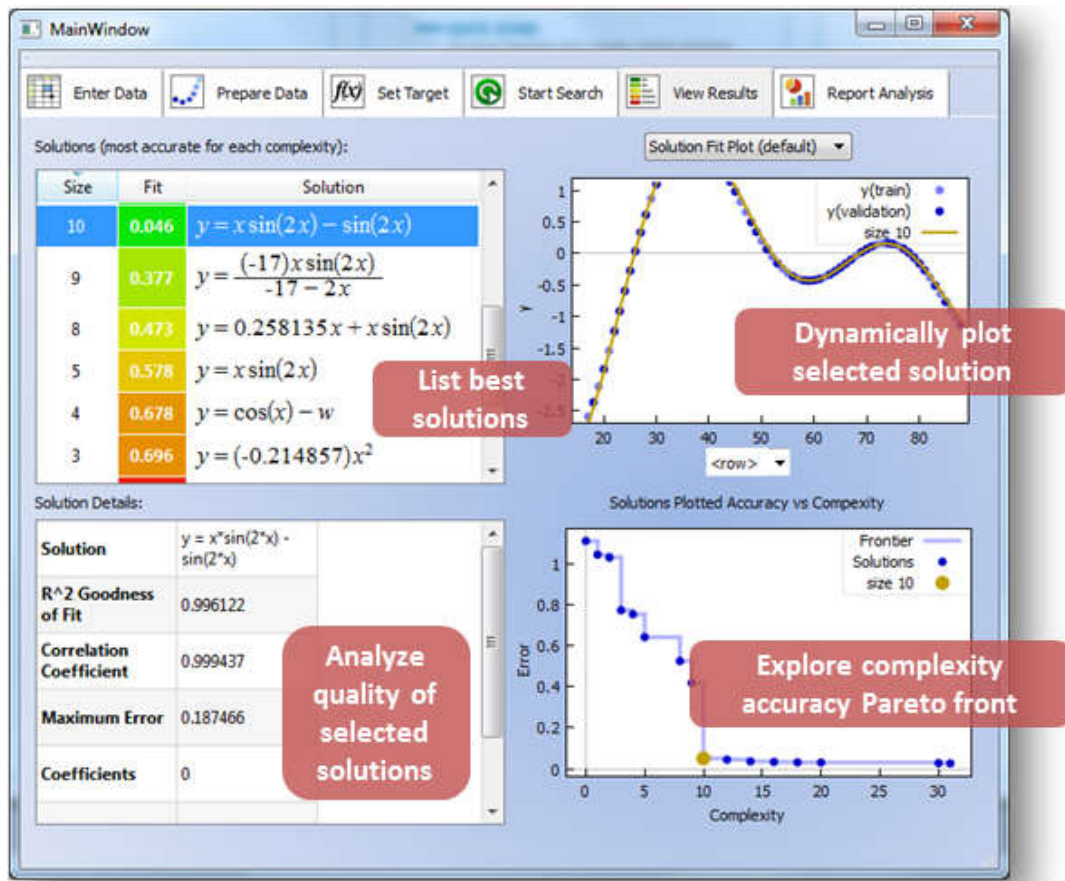 MainWindow
Enter Data
Prepare Data
f(x)
Set Target
Start Search
View Results
Report Analysis
Solutions (most accurate for each complexity):
Size Fit Solution
10 0.046 y = x sin(2x) − sin(2x)
9 0.377 y = (-17)x sin(2x) / -17 − 2x
8 0.473 y = 0.258135x + x sin(2x)
5 0.578 y = x sin(2x)
4 0.678 y = cos(x) − w
3 0.696 y = (-0.214857)x²
List best
solutions
Solution Fit Plot (default)
y(train)
y(validation)
size 10
1
0.5
0
-0.5
-1
-1.5
-2
-2.5
y
20 30 40 50 60 70 80
<row>
Dynamically plot
selected solution
Solution Details:
Solution
y = x*sin(2*x) -
sin(2*x)
R^2 Goodness
of Fit
0.996122
Correlation
Coefficient
0.999437
Maximum Error
0.187466
Coefficients
0
Analyze
quality of
selected
solutions
Solutions Plotted Accuracy vs Compexity
Frontier
Solutions
size 10
1
0.8
0.6
0.4
0.2
0
Error
0 5 10 15 20 25 30
Complexity
Explore complexity
accuracy Pareto front